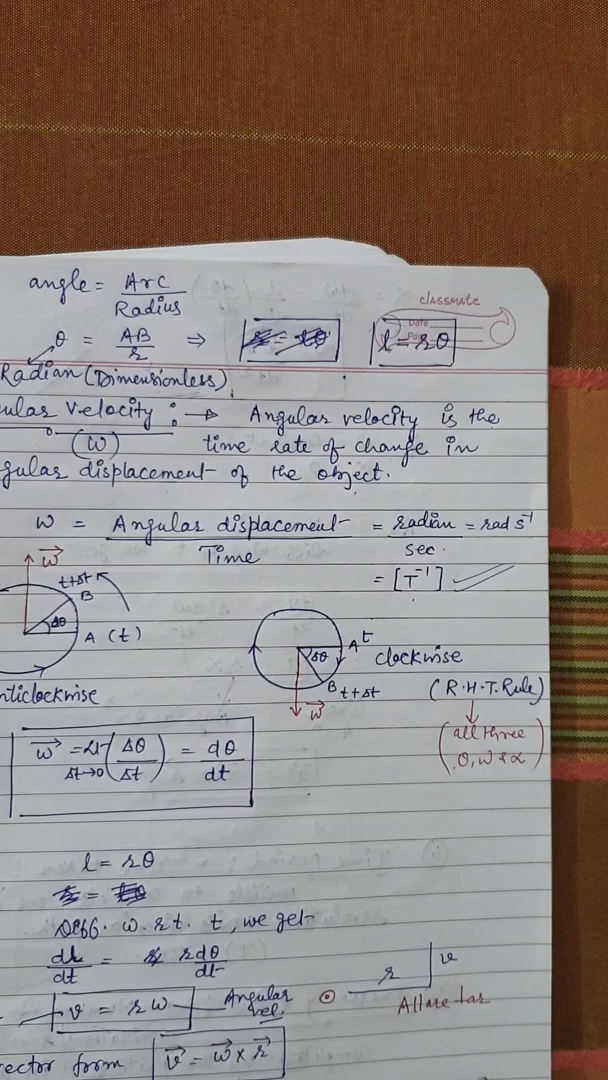 angle = Arc / Radius
classmate
Date
Page
θ = AB / r ⇒ l = rθ
Radian (Dimensionless)
ular Velocity : → Angular velocity is the
(ω) time rate of change in
gular displacement of the object.
ω = Angular displacement / Time = radian / sec. = rad s⁻¹
= [T⁻¹]
ω⃗
t+Δt
B
Δθ
A (t)
nticlockwise
A t
Δθ
clockwise
B t+Δt
ω⃗
(R.H.T. Rule)
(all three
θ, ω & α)
ω⃗ = Lt Δt→0 (Δθ / Δt) = dθ / dt
l = rθ
Diff. w.r.t. t, we get
dl / dt = r dθ / dt
r
v
v = rω Angular vel.
All are lar
ector from v⃗ = ω⃗ × r⃗